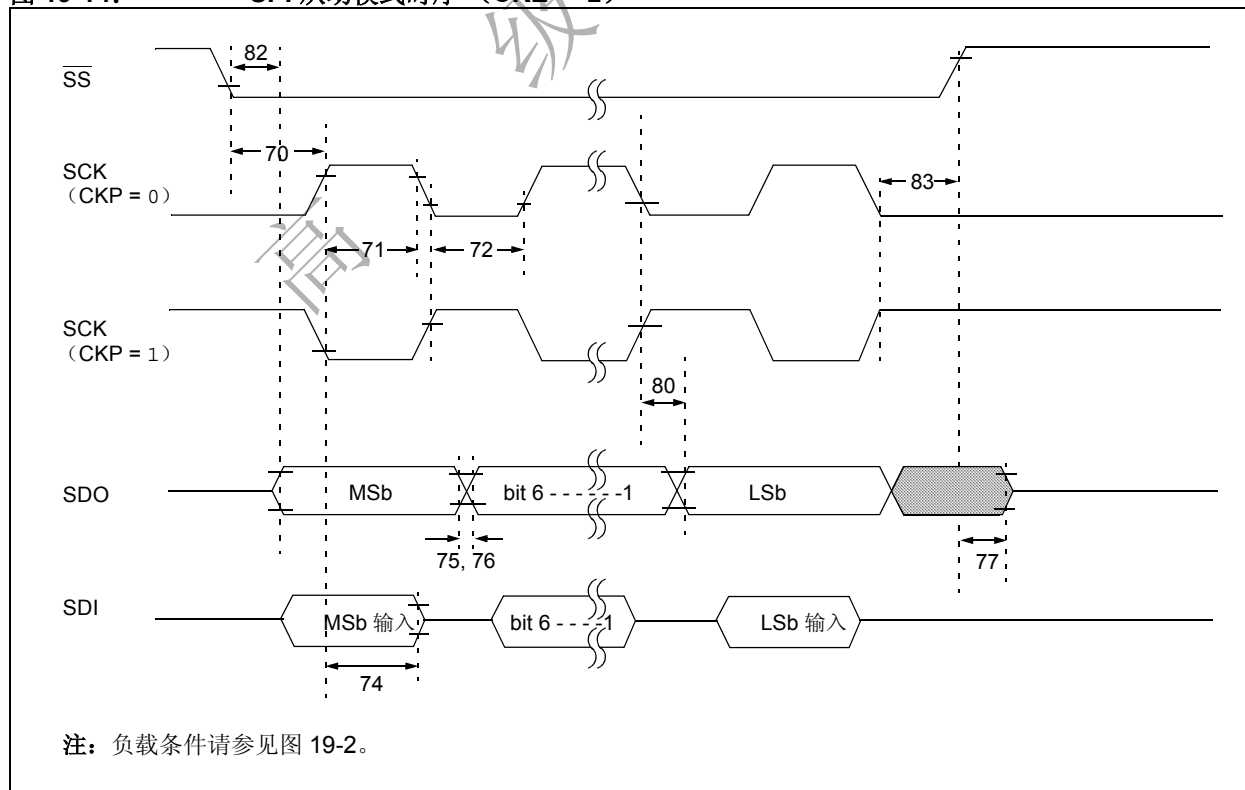 级
82
SS
70
SCK
（CKP = 0）
83
71
72
高
SCK
（CKP = 1）
80
SDO
MSb
bit 6 - - - - - -1
LSb
75, 76
77
SDI
MSb 输入
bit 6 - - - -1
LSb 输入
74
注：负载条件请参见图 19-2。